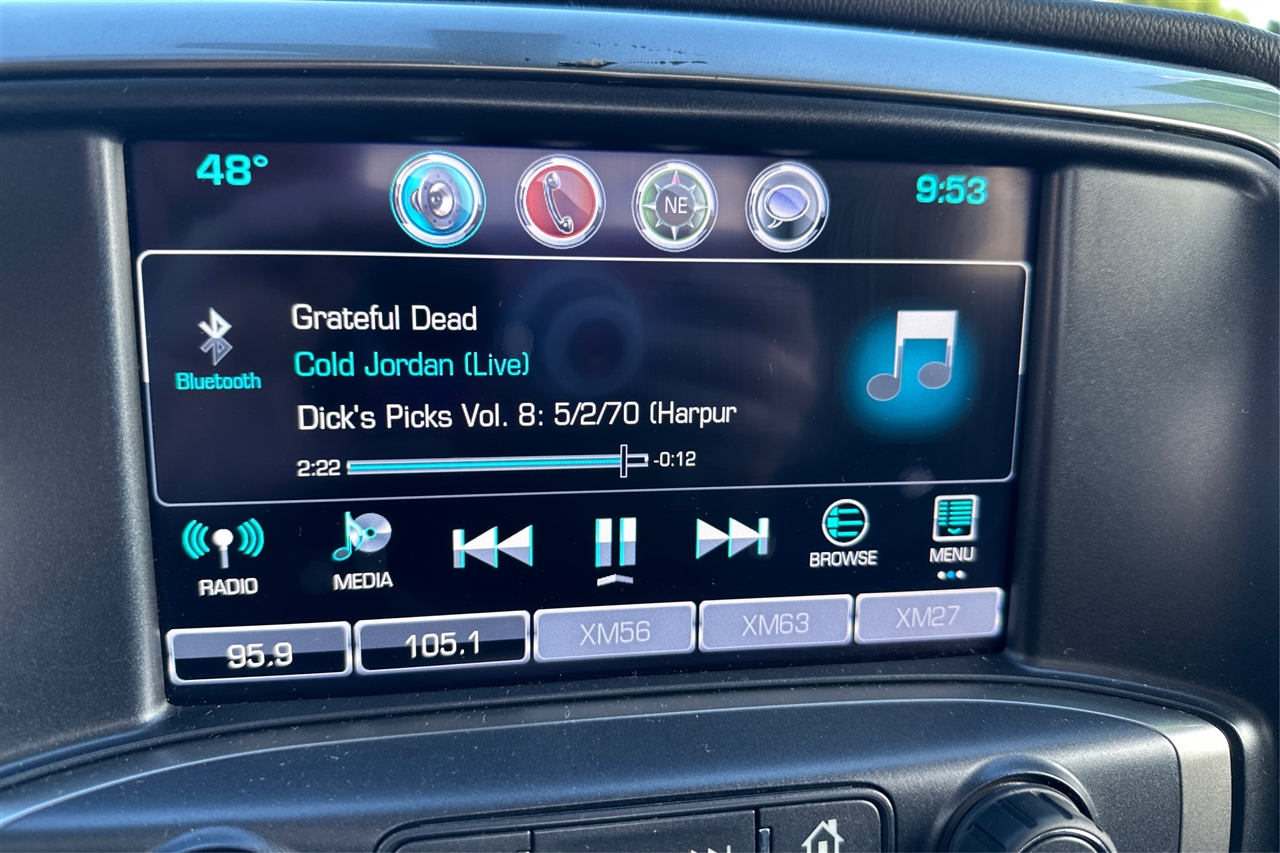 48°
NE
9:53
Bluetooth
Grateful Dead
Cold Jordan (Live)
Dick's Picks Vol. 8: 5/2/70 (Harpur
2:22 -0:12
RADIO
MEDIA
BROWSE
MENU
95.9
105.1
XM56
XM63
XM27